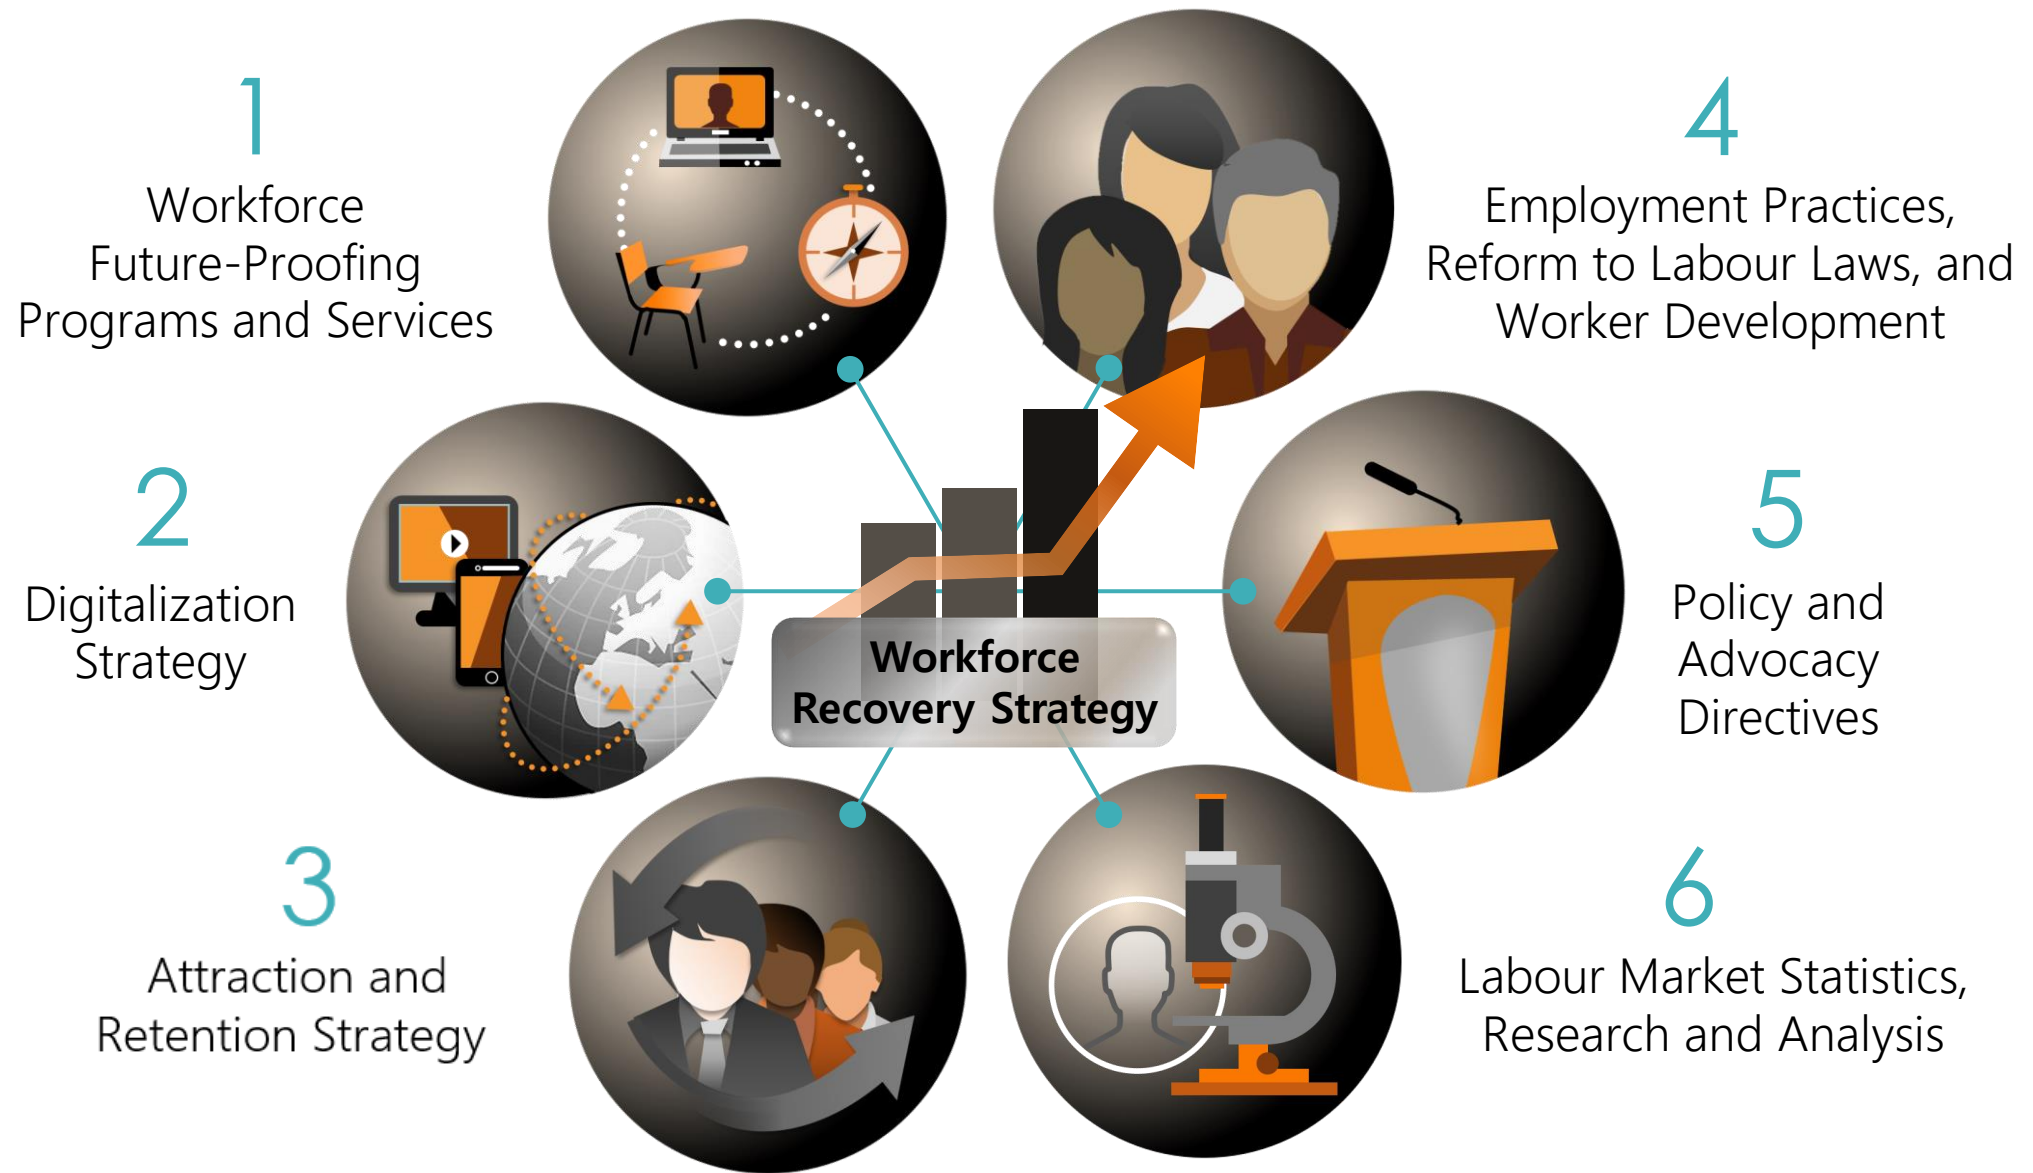 1
Workforce
Future-Proofing
Programs and Services
2
Digitalization
Strategy
3
Attraction and
Retention Strategy
Workforce
Recovery Strategy
4
Employment Practices,
Reform to Labour Laws, and
Worker Development
5
Policy and
Advocacy
Directives
6
Labour Market Statistics,
Research and Analysis